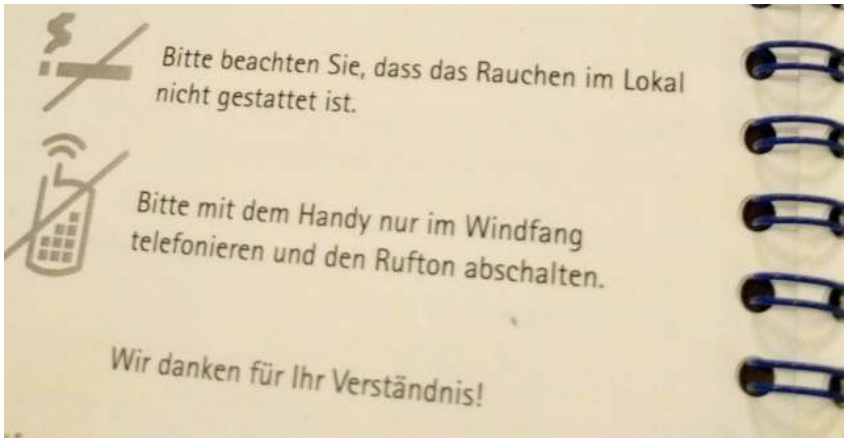 Bitte beachten Sie, dass das Rauchen im Lokal
nicht gestattet ist.
Bitte mit dem Handy nur im Windfang
telefonieren und den Rufton abschalten.
Wir danken für Ihr Verständnis!